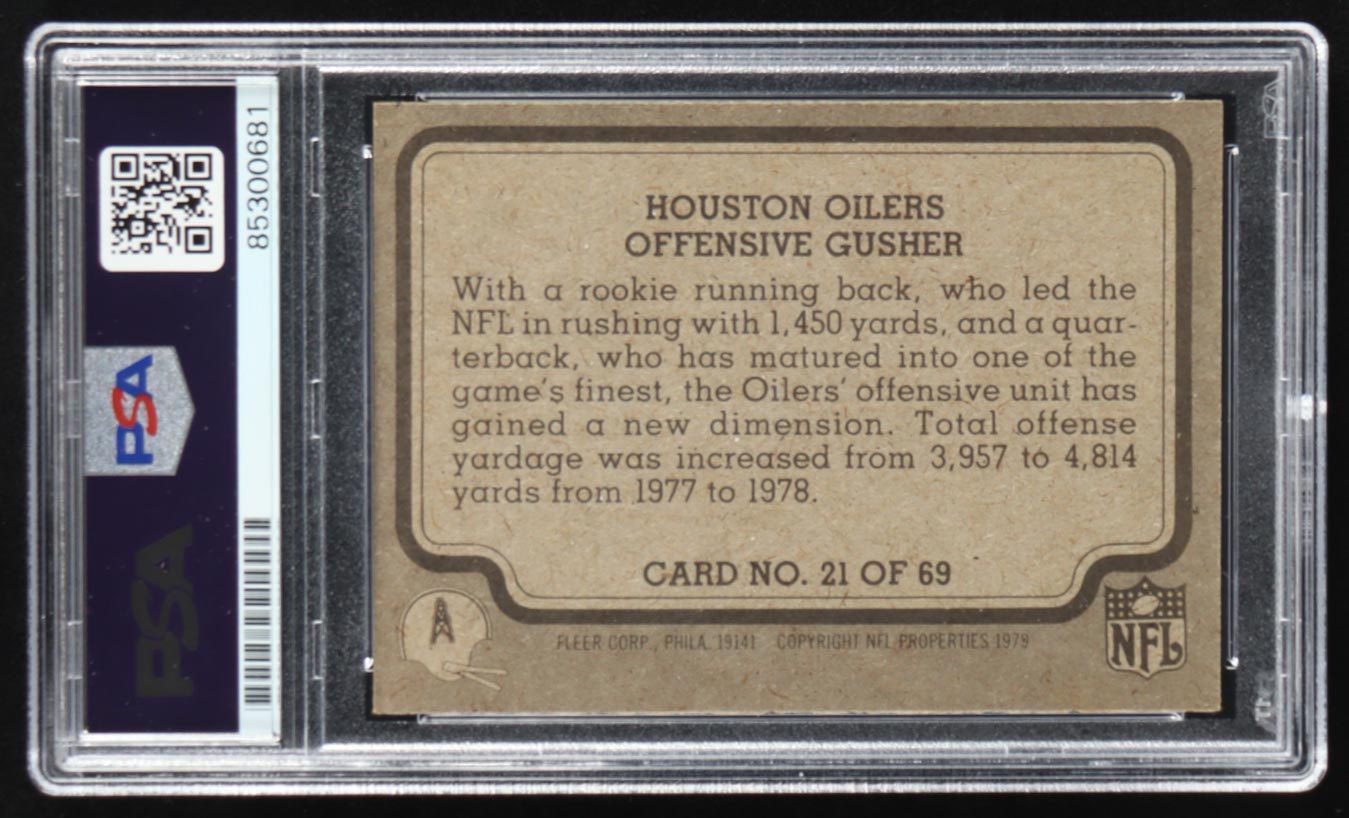 PSA
PSA
85300681
HOUSTON OILERS
OFFENSIVE GUSHER
With a rookie running back, who led the
NFL in rushing with 1,450 yards, and a quar-
terback, who has matured into one of the
game's finest, the Oilers' offensive unit has
gained a new dimension. Total offense
yardage was increased from 3,957 to 4,814
yards from 1977 to 1978.
CARD NO. 21 OF 69
FLEER CORP., PHILA. 19141 COPYRIGHT NFL PROPERTIES 1979
NFL
PSA